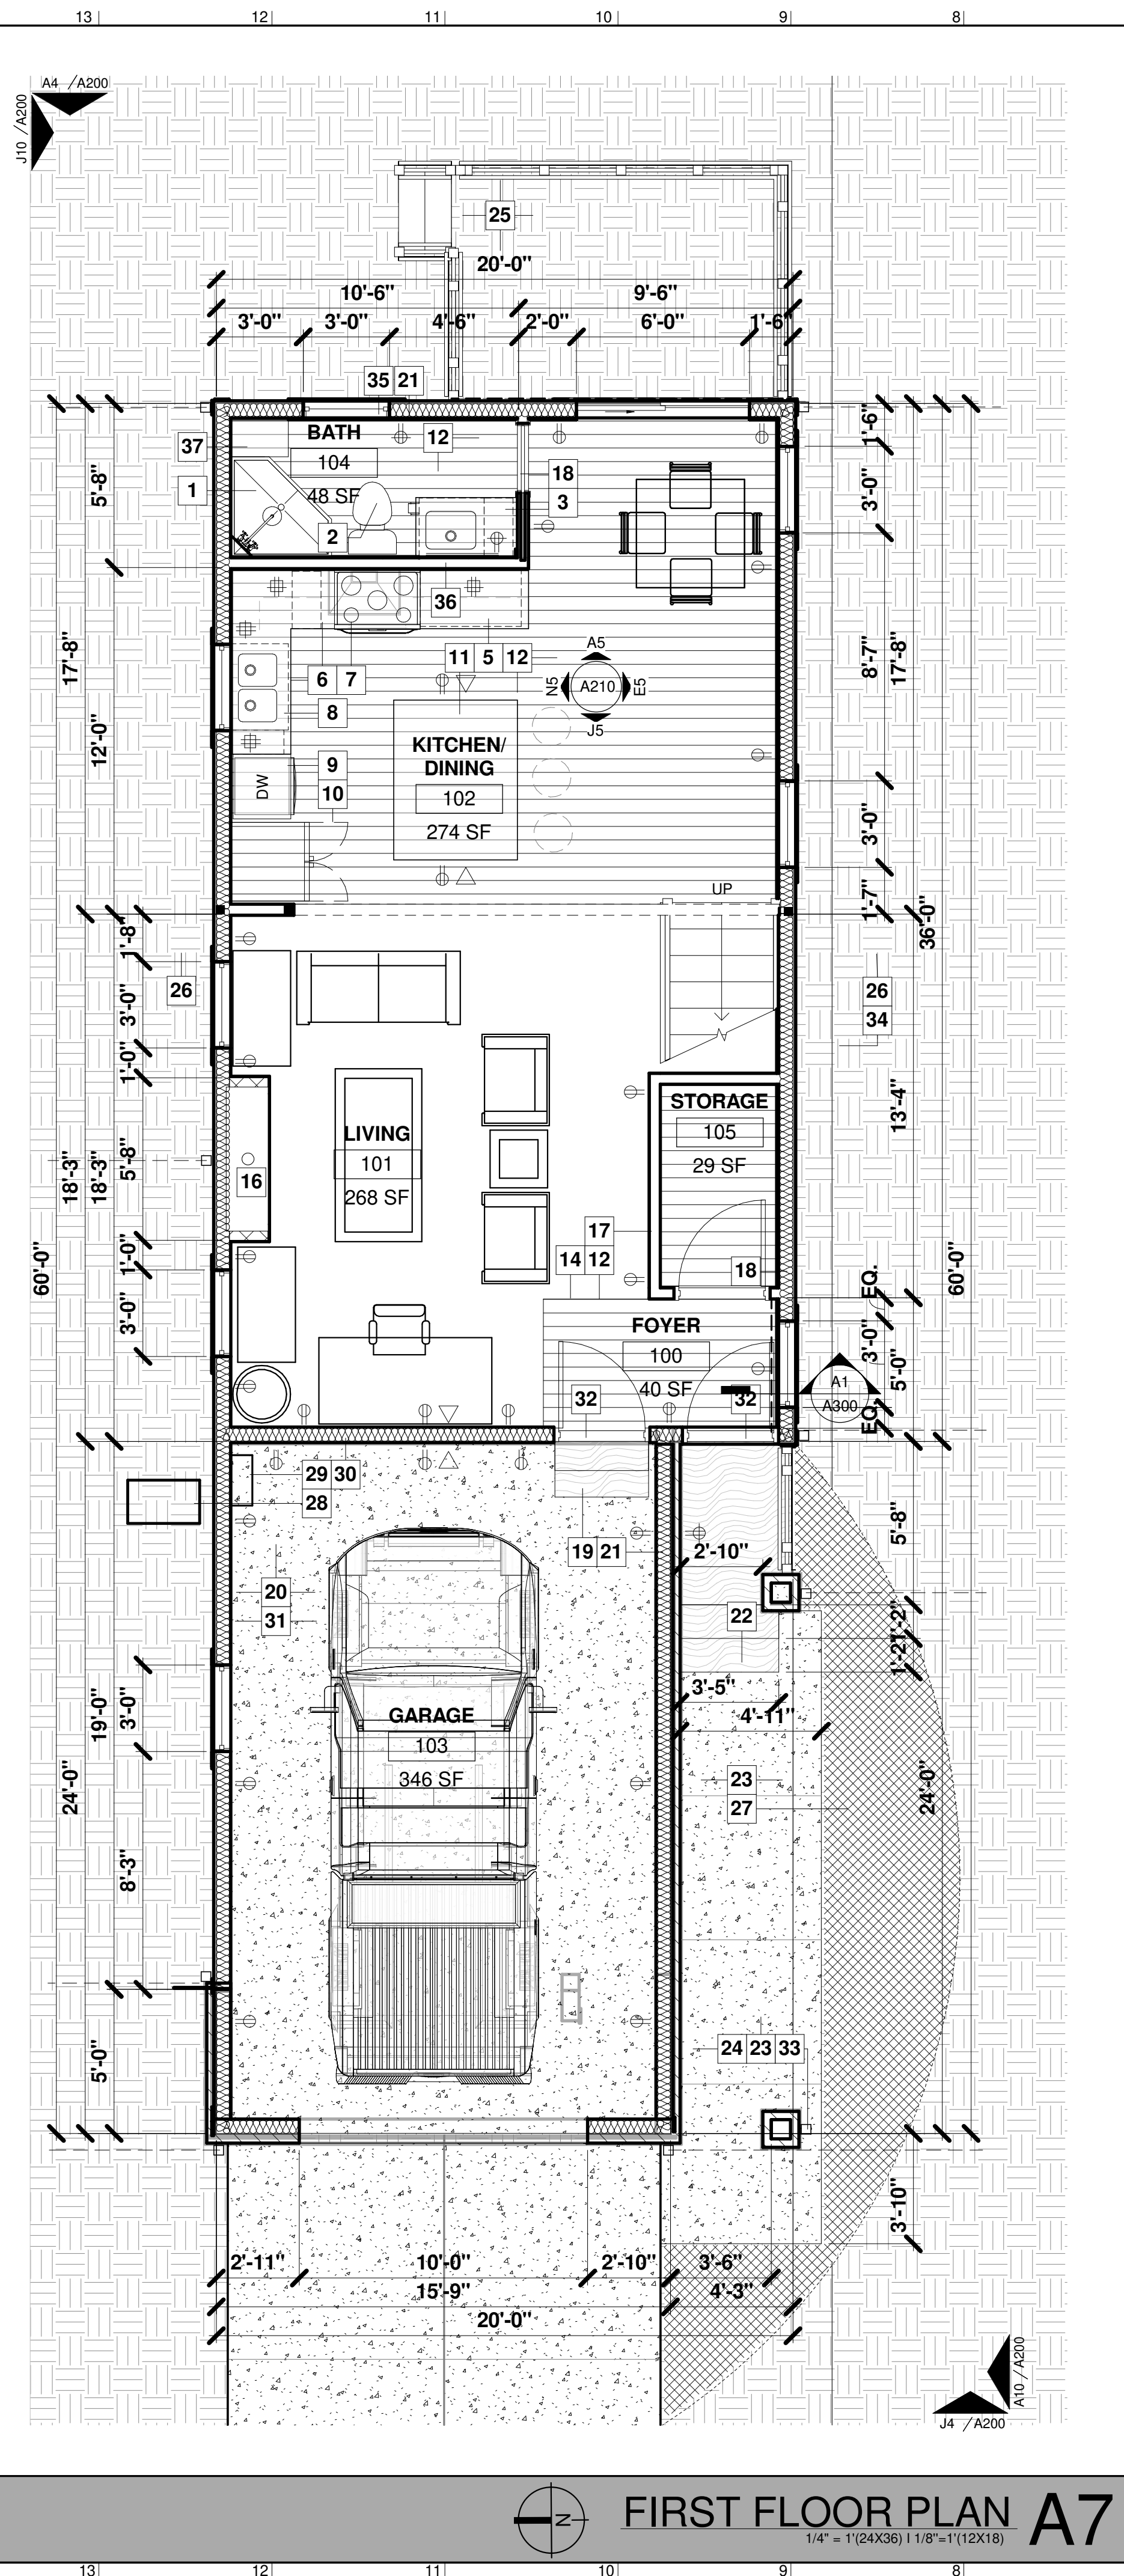 13 12 11 10 9 8
A4 /A200
J10 /A200
25
20'-0"
10'-6" 9'-6"
3'-0" 3'-0" 4'-6" 2'-0" 6'-0" 1'-6"
35 21
37
BATH
12
104
1
48 SF
2
18
3
5'-8"
1'-6"
3'-0"
36
11 5 12
6 7
8
A5
N5 A210 E5
J5
17'-8"
12'-0"
8'-7"
17'-8"
KITCHEN/
DINING
102
274 SF
DW
9
10
3'-0"
UP
1'-7"
36'-0"
1'-8"
26
3'-0"
1'-0"
26
34
13'-4"
STORAGE
105
29 SF
LIVING
101
268 SF
16
18'-3"
18'-3"
5'-8"
17
14 12
18
1'-0"
60'-0"
3'-0"
EQ.
60'-0"
FOYER
100
40 SF
3'-0"
5'-0"
EQ.
A1
A300
32
32
29 30
28
19 21
2'-10"
5'-8"
20
31
22
1'-2"
1'-2"
3'-5"
4'-11"
GARAGE
103
346 SF
3'-0"
19'-0"
24'-0"
8'-3"
23
27
24'-0"
24 23 33
5'-0"
3'-10"
2'-11" 10'-0" 2'-10" 3'-6"
15'-9" 4'-3"
20'-0"
A10 /A200
J4 /A200
N
FIRST FLOOR PLAN A7
1/4" = 1'(24X36) I 1/8"=1'(12X18)
13 12 11 10 9 8